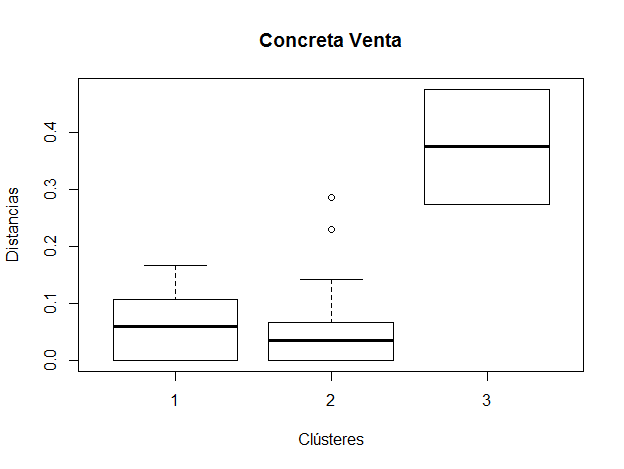 Concreta Venta
Distancias
0.4
0.3
0.2
0.1
0.0
1 2 3
Clústeres